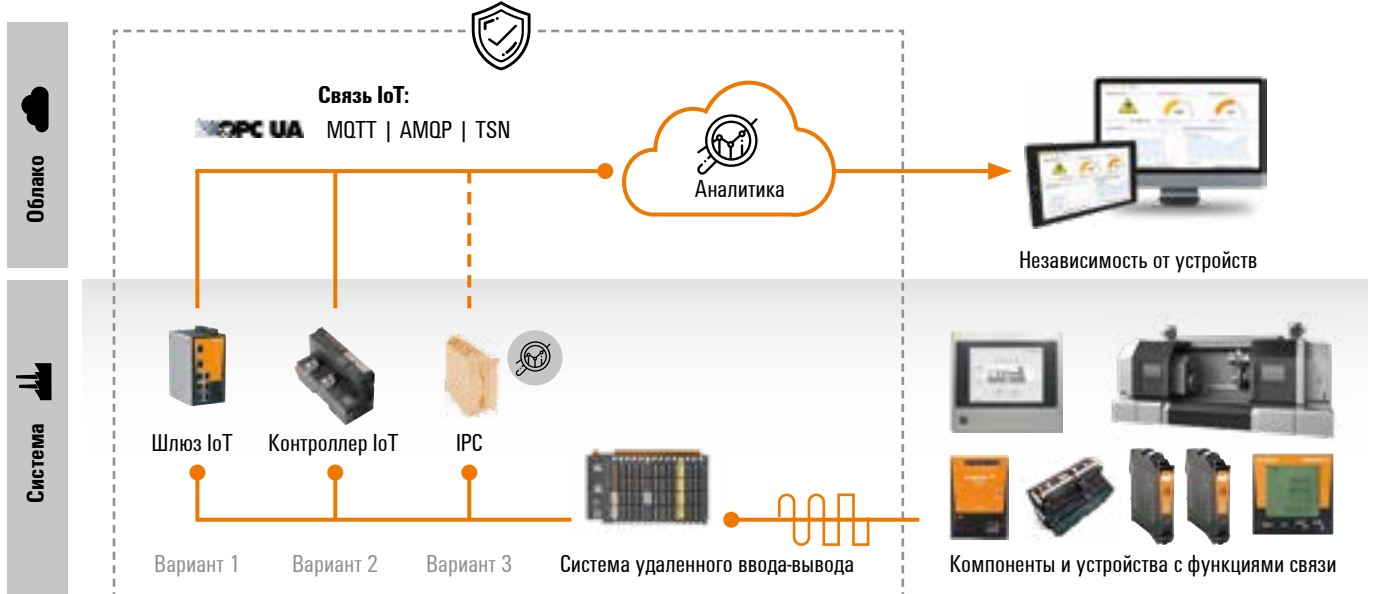 Облако
Связь IoT:
OPC UA MQTT | AMQP | TSN
Аналитика
Независимость от устройств
Система
Шлюз IoT
Контроллер IoT
IPC
Вариант 1
Вариант 2
Вариант 3
Система удаленного ввода-вывода
Компоненты и устройства с функциями связи